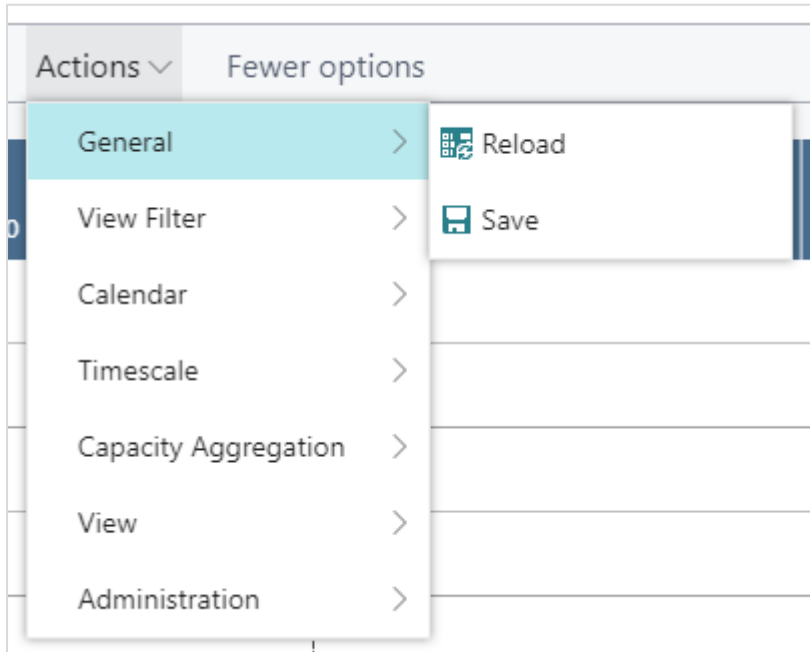 Actions Fewer options
General
Reload
View Filter
Save
Calendar
Timescale
Capacity Aggregation
View
Administration